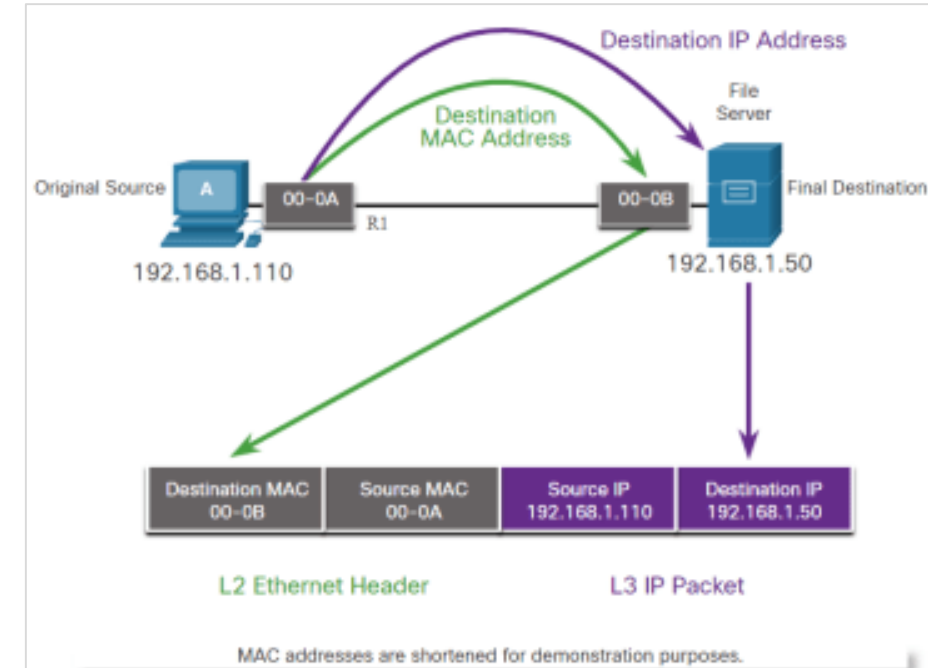 Destination IP Address
File
Server
Destination
MAC Address
Original Source
A
00-0A
R1
00-0B
Final Destination
192.168.1.110
192.168.1.50
Destination MAC
00-0B
Source MAC
00-0A
Source IP
192.168.1.110
Destination IP
192.168.1.50
L2 Ethernet Header
L3 IP Packet
MAC addresses are shortened for demonstration purposes.